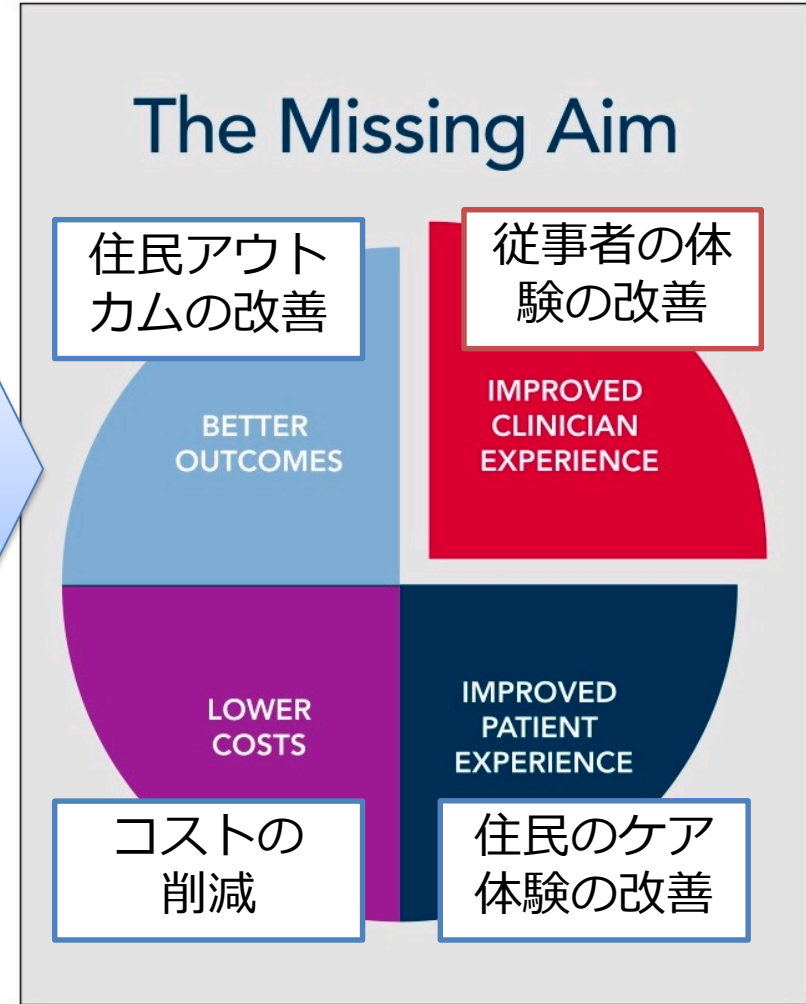 The Missing Aim
住民アウト
カムの改善
従事者の体
験の改善
BETTER
OUTCOMES
IMPROVED
CLINICIAN
EXPERIENCE
LOWER
COSTS
IMPROVED
PATIENT
EXPERIENCE
コストの
削減
住民のケア
体験の改善